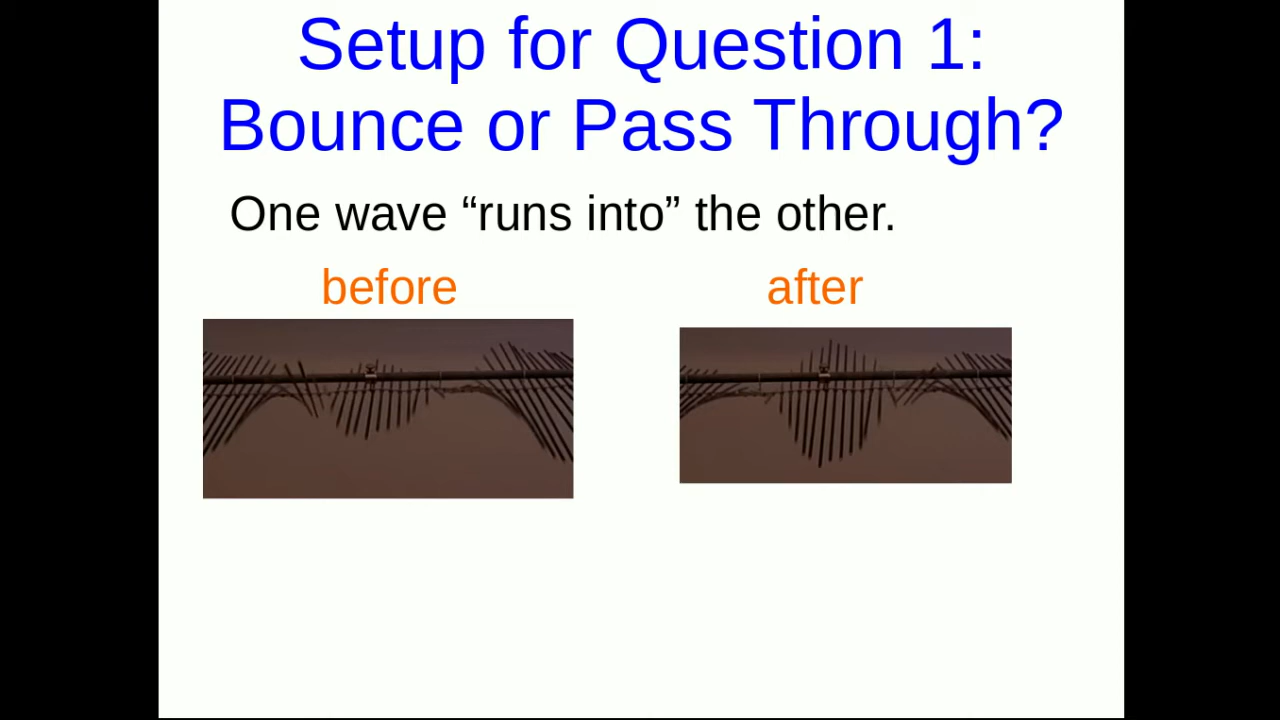 Setup for Question 1:
Bounce or Pass Through?
One wave “runs into” the other.
before
after